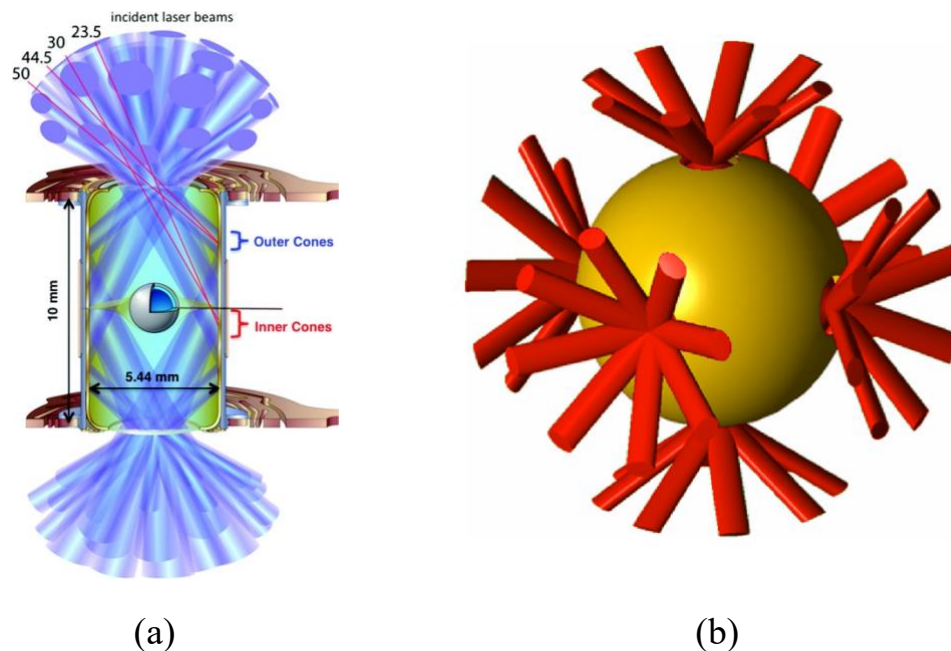 incident laser beams
23.5
30
44.5
50
Outer Cones
10 mm
Inner Cones
5.44 mm
(a)
(b)